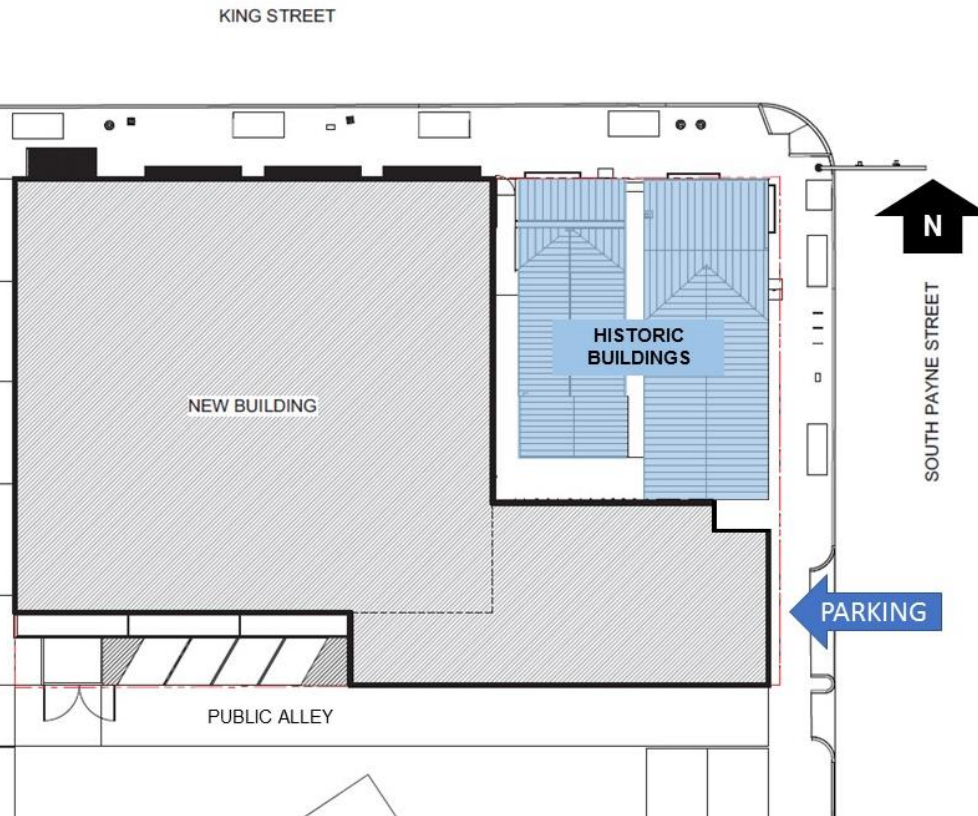 KING STREET
N
HISTORIC
BUILDINGS
SOUTH PAYNE STREET
NEW BUILDING
PARKING
PUBLIC ALLEY